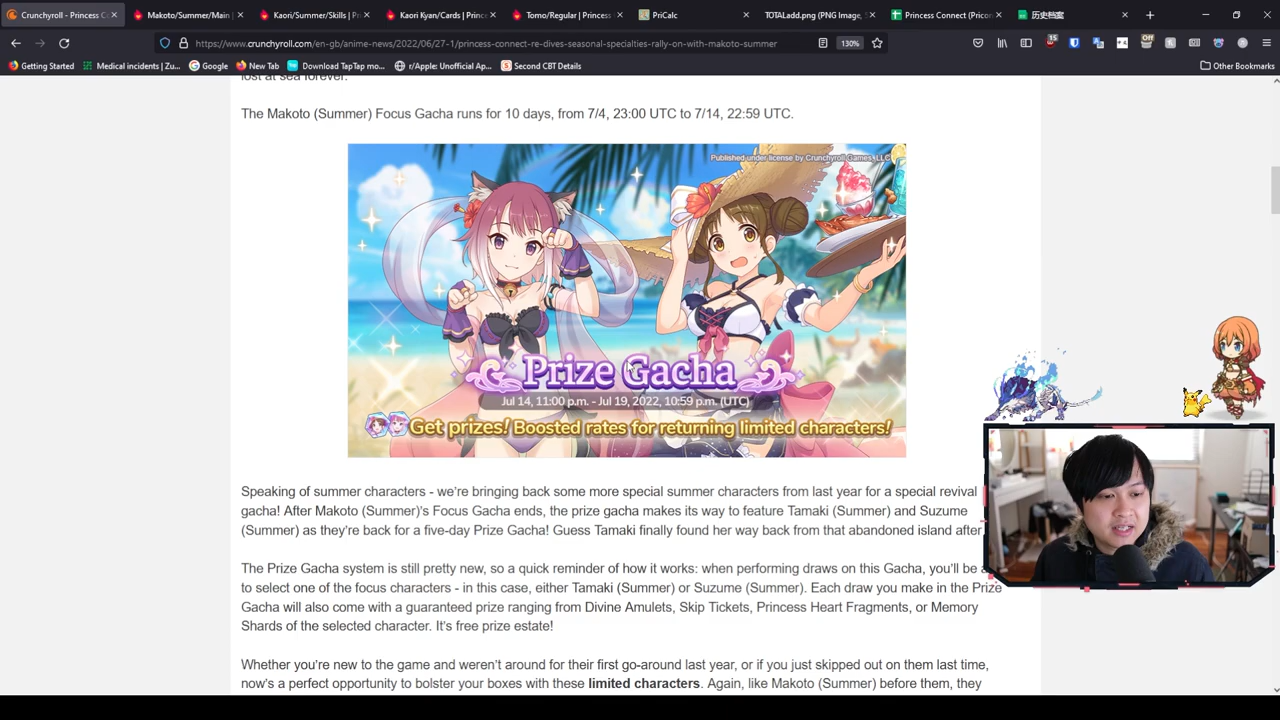 Crunchyroll - Princess Co
Makoto/Summer/Main |
Kaori/Summer/Skills | Pri
Kaori Kyan/Cards | Prince
Tomo/Regular | Princess
PriCalc
TOTALadd.png (PNG Image,
Princess Connect (Pricon
历史档案
https://www.crunchyroll.com/en-gb/anime-news/2022/06/27-1/princess-connect-re-dives-seasonal-specialties-rally-on-with-makoto-summer
130%
15
Off
Getting Started
Medical incidents | Zu...
Google
New Tab
Download TapTap mo...
r/Apple: Unofficial Ap...
Second CBT Details
Other Bookmarks
lost at sea forever.
The Makoto (Summer) Focus Gacha runs for 10 days, from 7/4, 23:00 UTC to 7/14, 22:59 UTC.
Published under license by Crunchyroll Games, LLC
Prize Gacha
Jul 14, 11:00 p.m. - Jul 19, 2022, 10:59 p.m. (UTC)
Get prizes! Boosted rates for returning limited characters!
Speaking of summer characters - we're bringing back some more special summer characters from last year for a special revival
gacha! After Makoto (Summer)'s Focus Gacha ends, the prize gacha makes its way to feature Tamaki (Summer) and Suzume
(Summer) as they're back for a five-day Prize Gacha! Guess Tamaki finally found her way back from that abandoned island after
The Prize Gacha system is still pretty new, so a quick reminder of how it works: when performing draws on this Gacha, you'll be a
to select one of the focus characters - in this case, either Tamaki (Summer) or Suzume (Summer). Each draw you make in the Prize
Gacha will also come with a guaranteed prize ranging from Divine Amulets, Skip Tickets, Princess Heart Fragments, or Memory
Shards of the selected character. It's free prize estate!
Whether you're new to the game and weren't around for their first go-around last year, or if you just skipped out on them last time,
now's a perfect opportunity to bolster your boxes with these limited characters. Again, like Makoto (Summer) before them, they